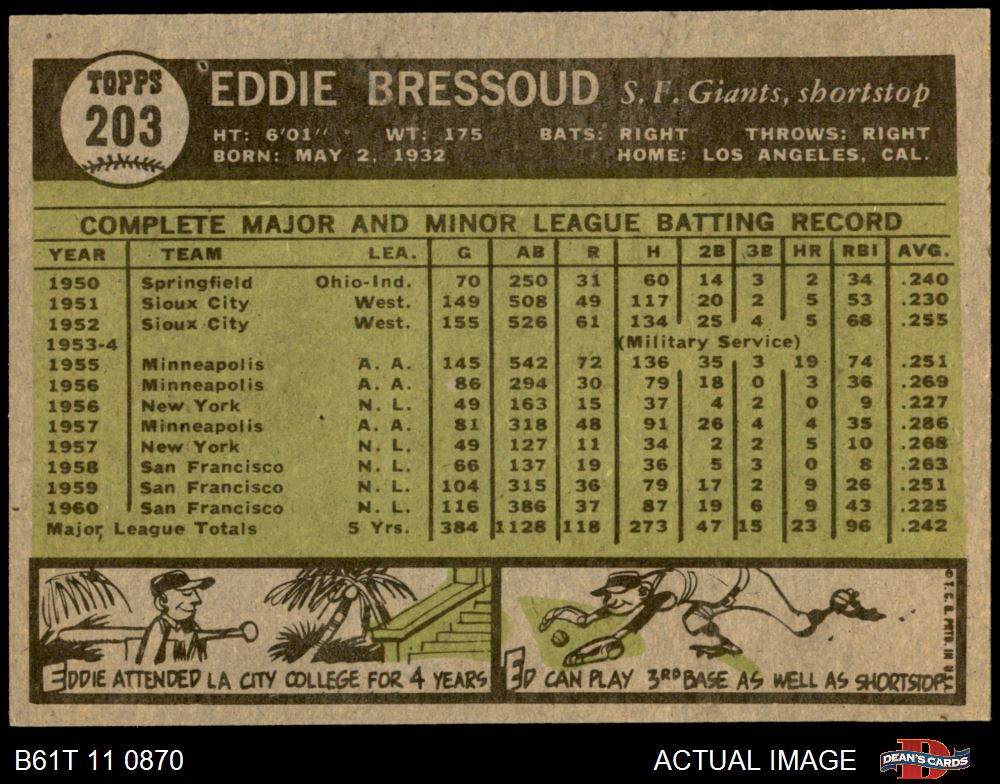 TOPPS
203
EDDIE BRESSOUD S. F. Giants, shortstop
HT: 6'01" WT: 175 BATS: RIGHT THROWS: RIGHT
BORN: MAY 2, 1932 HOME: LOS ANGELES, CAL.
COMPLETE MAJOR AND MINOR LEAGUE BATTING RECORD
YEAR TEAM LEA. G AB R H 2B 3B HR RBI AVG.
1950 Springfield Ohio-Ind. 70 250 31 60 14 3 2 34 .240
1951 Sioux City West. 149 508 49 117 20 2 5 53 .230
1952 Sioux City West. 155 526 61 134 25 4 5 68 .255
1953-4 (Military Service)
1955 Minneapolis A. A. 145 542 72 136 35 3 19 74 .251
1956 Minneapolis A. A. 86 294 30 79 18 0 3 36 .269
1956 New York N. L. 49 163 15 37 4 2 0 9 .227
1957 Minneapolis A. A. 81 318 48 91 26 4 4 35 .286
1957 New York N. L. 49 127 11 34 2 2 5 10 .268
1958 San Francisco N. L. 66 137 19 36 5 3 0 8 .263
1959 San Francisco N. L. 104 315 36 79 17 2 9 26 .251
1960 San Francisco N. L. 116 386 37 87 19 6 9 43 .225
Major League Totals 5 Yrs. 384 1128 118 273 47 15 23 96 .242
EDDIE ATTENDED LA CITY COLLEGE FOR 4 YEARS
ED CAN PLAY 3RD BASE AS WELL AS SHORTSTOP.
© T. C. G. PRTD. IN U.S.A.
B61T 11 0870 ACTUAL IMAGE
D
DEAN'S CARDS